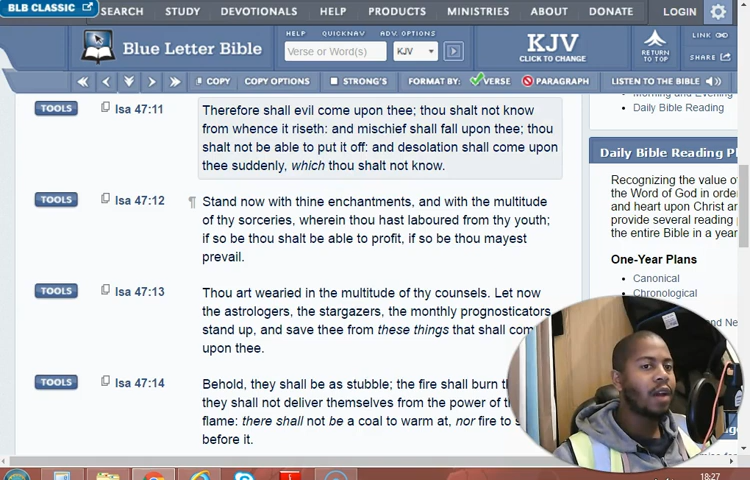 BLB CLASSIC
SEARCH STUDY DEVOTIONALS HELP PRODUCTS MINISTRIES ABOUT DONATE LOGIN
HELP QUICKNAV ADV. OPTIONS
Blue Letter Bible
Verse or Word(s)
KJV
KJV
CLICK TO CHANGE
RETURN
TO TOP
LINK
SHARE
COPY COPY OPTIONS STRONG'S FORMAT BY: VERSE PARAGRAPH LISTEN TO THE BIBLE
TOOLS Isa 47:11 Therefore shall evil come upon thee; thou shalt not know
from whence it riseth: and mischief shall fall upon thee; thou
shalt not be able to put it off: and desolation shall come upon
thee suddenly, which thou shalt not know.
TOOLS Isa 47:12 ¶ Stand now with thine enchantments, and with the multitude
of thy sorceries, wherein thou hast laboured from thy youth;
if so be thou shalt be able to profit, if so be thou mayest
prevail.
TOOLS Isa 47:13 Thou art wearied in the multitude of thy counsels. Let now
the astrologers, the stargazers, the monthly prognosticators,
stand up, and save thee from these things that shall com
upon thee.
TOOLS Isa 47:14 Behold, they shall be as stubble; the fire shall burn th
they shall not deliver themselves from the power of th
flame: there shall not be a coal to warm at, nor fire to s
before it.
Morning and Evening
Daily Bible Reading
Daily Bible Reading Pl
Recognizing the value o
the Word of God in orde
and heart upon Christ a
provide several reading
the entire Bible in a year
One-Year Plans
Canonical
Chronological
nd Ne
18:27